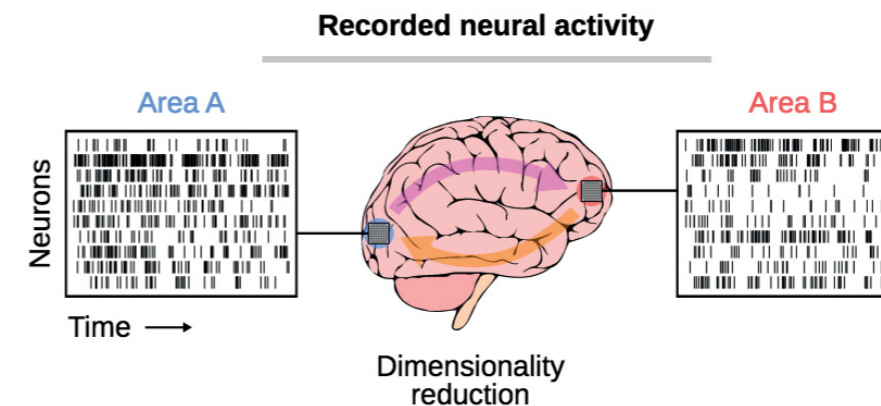 Recorded neural activity
Area A
Area B
Neurons
Time
Dimensionality
reduction